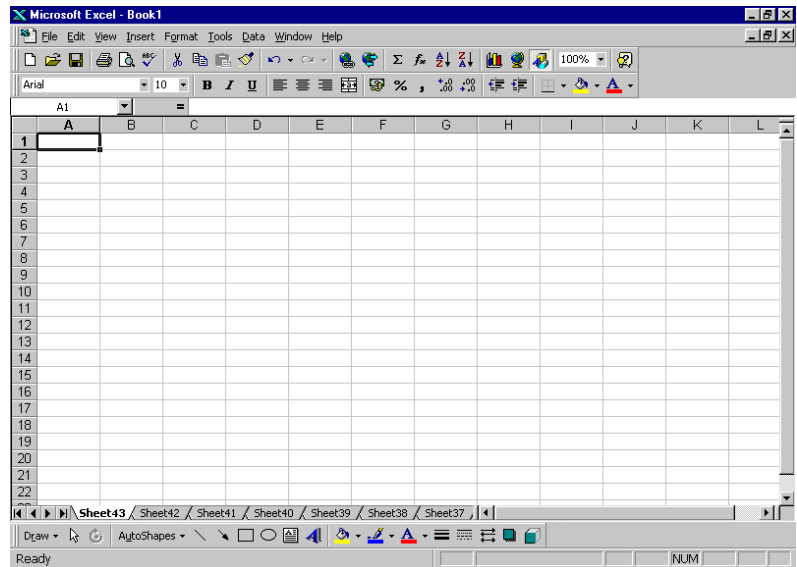 Microsoft Excel - Book1
File Edit View Insert Format Tools Data Window Help
100%
Arial 10 B I U % ,
A1 =
A B C D E F G H I J K L
1
2
3
4
5
6
7
8
9
10
11
12
13
14
15
16
17
18
19
20
21
22
Sheet43 Sheet42 Sheet41 Sheet40 Sheet39 Sheet38 Sheet37
Draw AutoShapes
Ready NUM